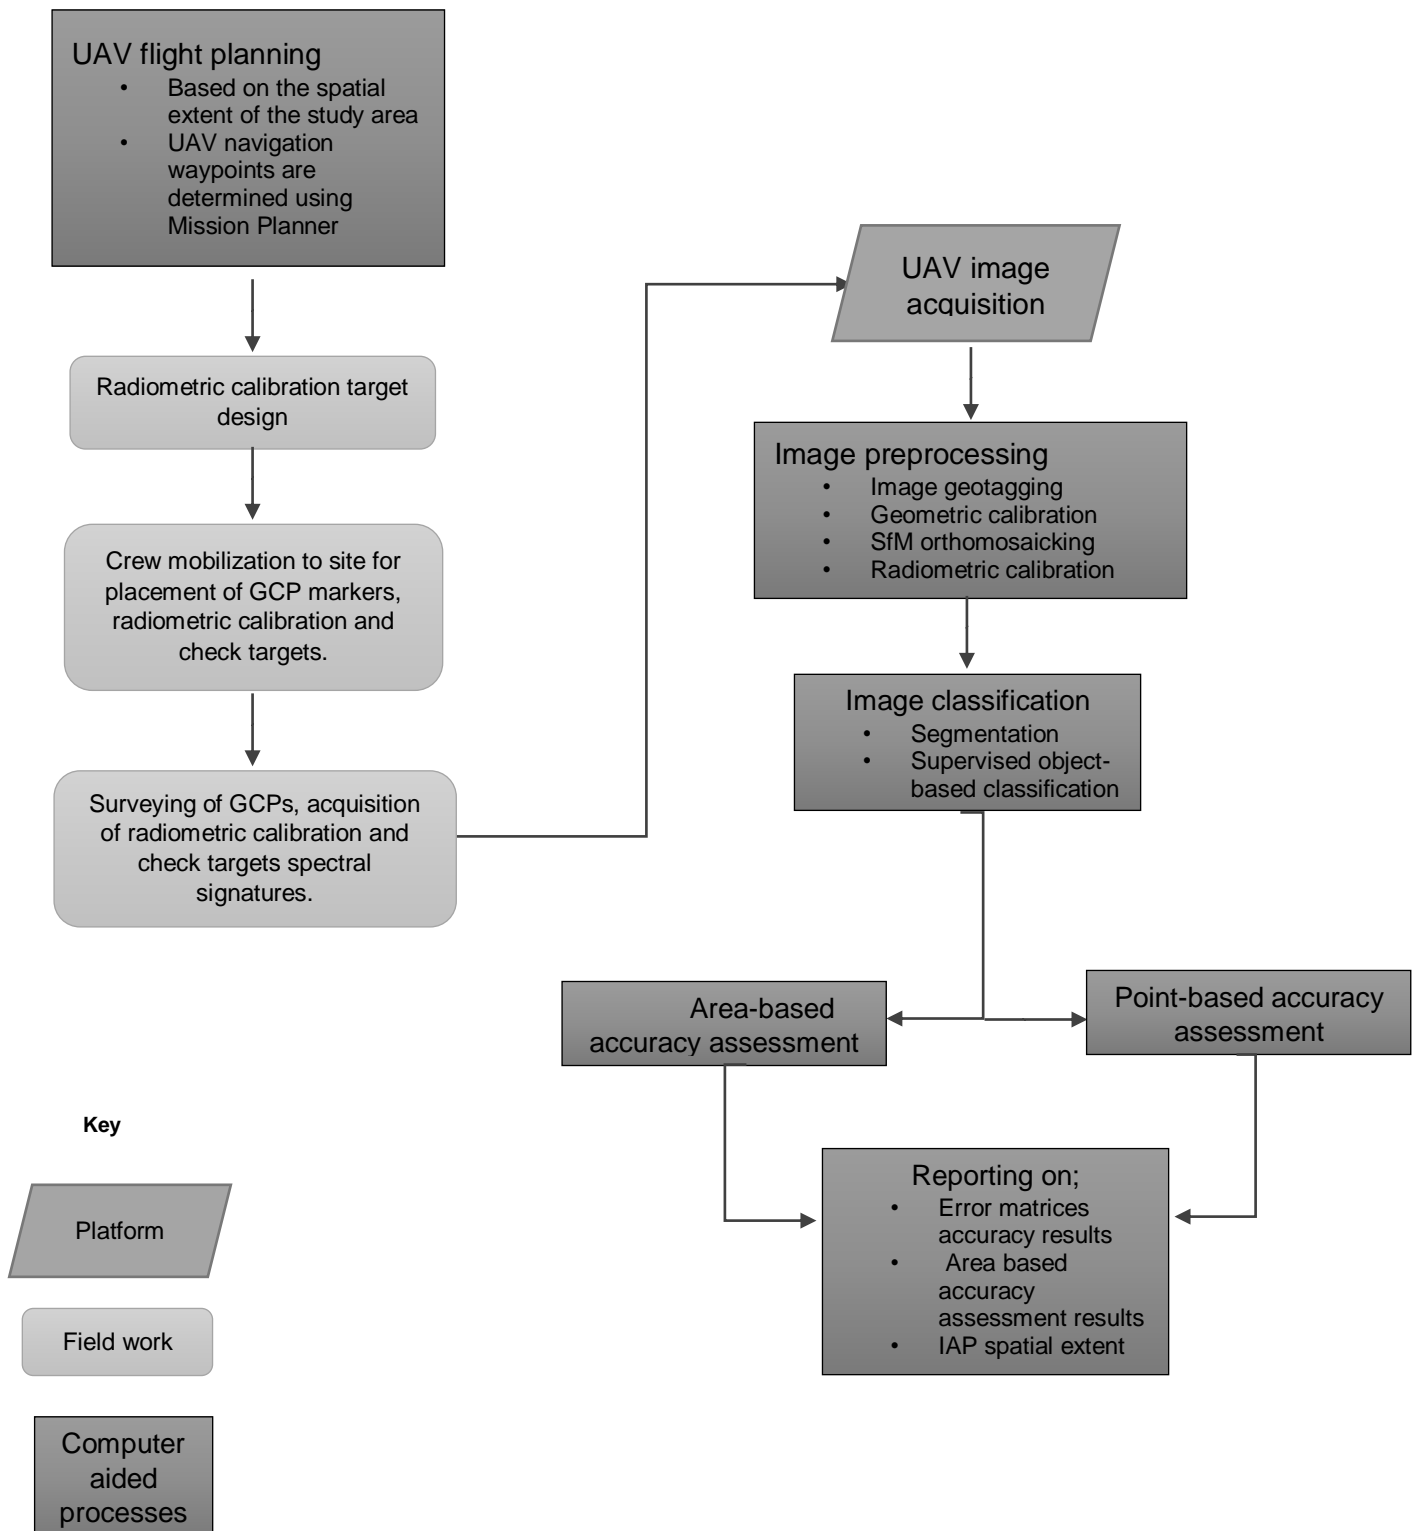 UAV flight planning
• Based on the spatial
extent of the study area
• UAV navigation
waypoints are
determined using
Mission Planner
Radiometric calibration target
design
Crew mobilization to site for
placement of GCP markers,
radiometric calibration and
check targets.
Surveying of GCPs, acquisition
of radiometric calibration and
check targets spectral
signatures.
UAV image
acquisition
Image preprocessing
• Image geotagging
• Geometric calibration
• SfM orthomosaicking
• Radiometric calibration
Image classification
• Segmentation
• Supervised object-
based classification
Area-based
accuracy assessment
Point-based accuracy
assessment
Reporting on;
• Error matrices
accuracy results
• Area based
accuracy
assessment results
• IAP spatial extent
Key
Platform
Field work
Computer
aided
processes